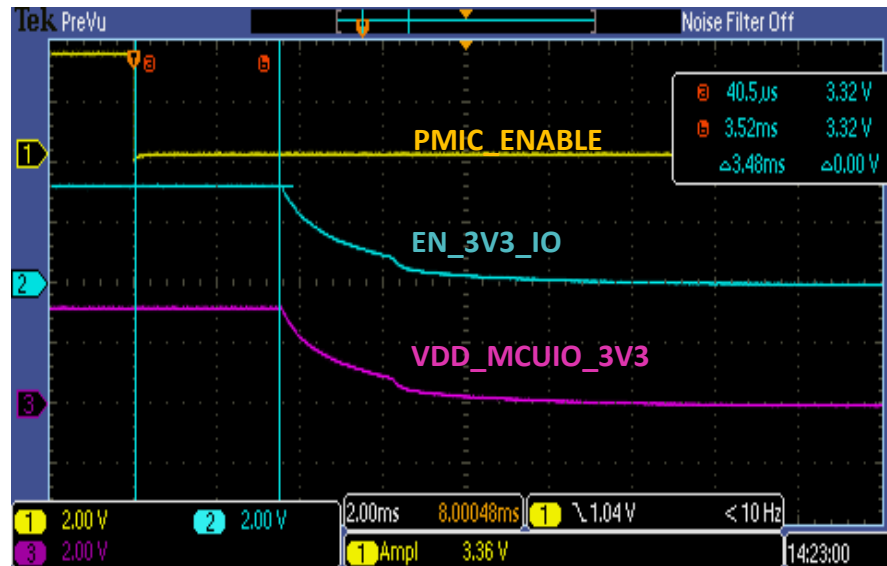 Tek PreVu
Noise Filter Off
a 40.5µs 3.32 V
b 3.52ms 3.32 V
△3.48ms △0.00 V
T a b
1 PMIC_ENABLE
EN_3V3_IO
2
VDD_MCUIO_3V3
3
1 2.00 V 2 2.00 V
3 2.00 V
2.00ms 8.00048ms
1 1.04 V < 10 Hz
1 Ampl 3.36 V
14:23:00